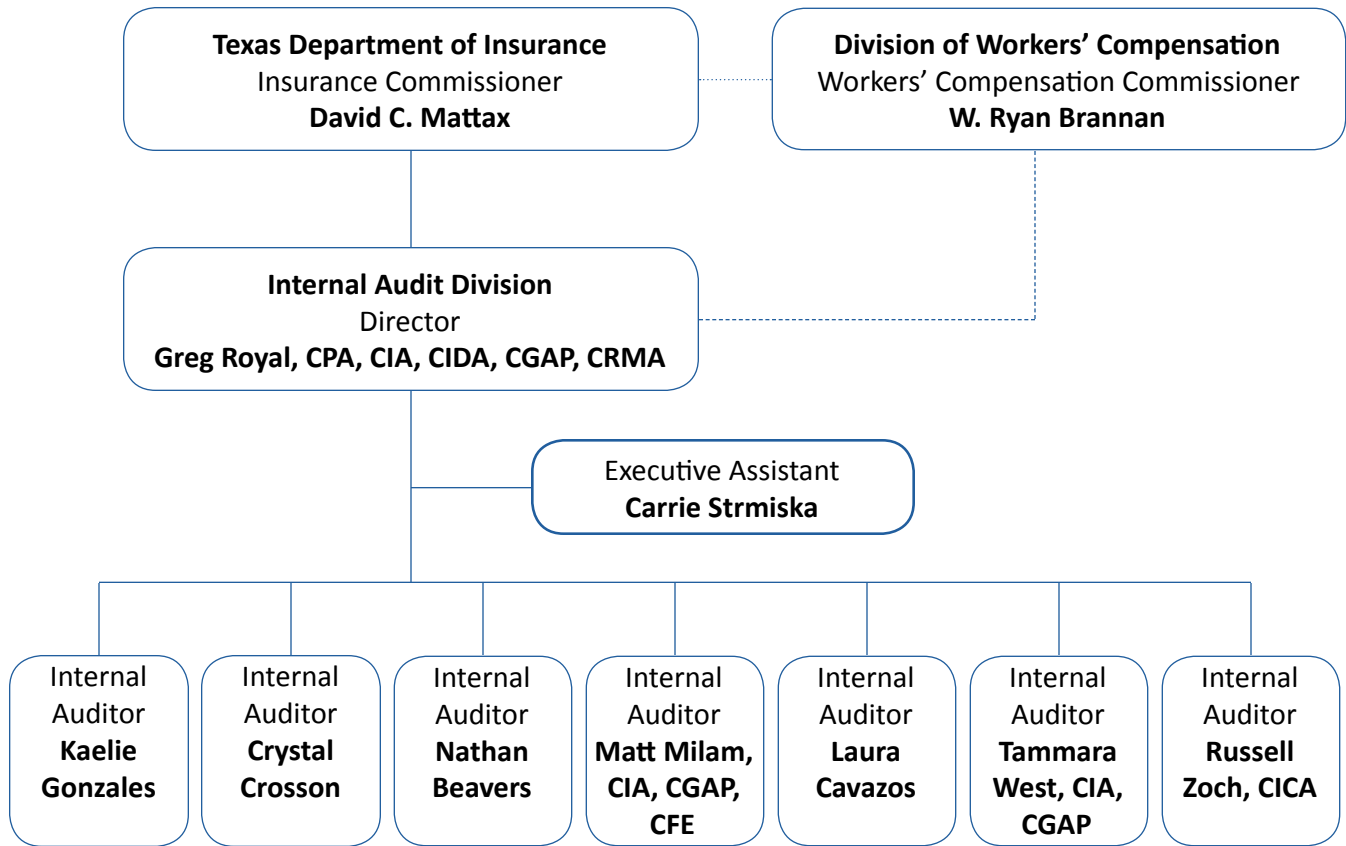 Texas Department of Insurance
Insurance Commissioner
David C. Mattax
Division of Workers’ Compensation
Workers’ Compensation Commissioner
W. Ryan Brannan
Internal Audit Division
Director
Greg Royal, CPA, CIA, CIDA, CGAP, CRMA
Executive Assistant
Carrie Strmiska
Internal
Auditor
Kaelie
Gonzales
Internal
Auditor
Crystal
Crosson
Internal
Auditor
Nathan
Beavers
Internal
Auditor
Matt Milam,
CIA, CGAP,
CFE
Internal
Auditor
Laura
Cavazos
Internal
Auditor
Tammara
West, CIA,
CGAP
Internal
Auditor
Russell
Zoch, CICA